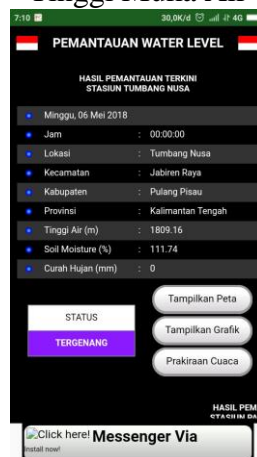 Tinggi Muka Air
7:10
30,0K/d
4G
PEMANTAUAN WATER LEVEL
HASIL PEMANTAUAN TERKINI
STASIUN TUMBANG NUSA
Minggu, 06 Mei 2018
Jam : 00:00:00
Lokasi : Tumbang Nusa
Kecamatan : Jabiren Raya
Kabupaten : Pulang Pisau
Provinsi : Kalimantan Tengah
Tinggi Air (m) : 1809.16
Soil Moisture (%) : 111.74
Curah Hujan (mm) : 0
STATUS
TERGENANG
Tampilkan Peta
Tampilkan Grafik
Prakiraan Cuaca
HASIL PEM
STASIUN PA
Click here! Messenger Via
Install now!